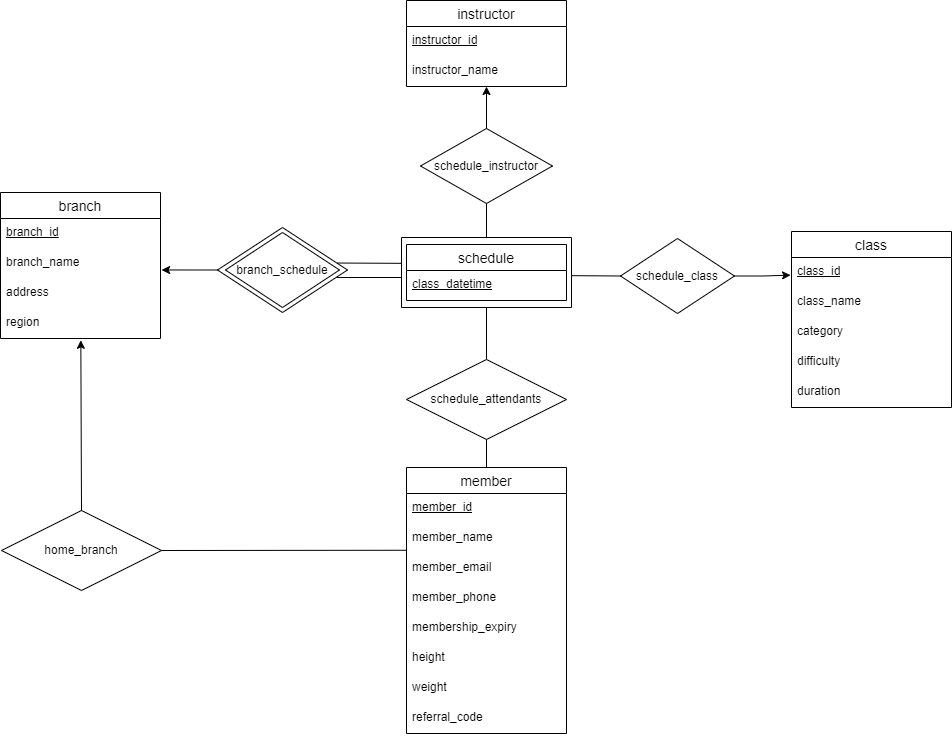 instructor
instructor_id
instructor_name
schedule_instructor
branch
branch_id
branch_name
address
region
branch_schedule
schedule
class_datetime
schedule_class
class
class_id
class_name
category
difficulty
duration
schedule_attendants
member
member_id
member_name
member_email
member_phone
membership_expiry
height
weight
referral_code
home_branch